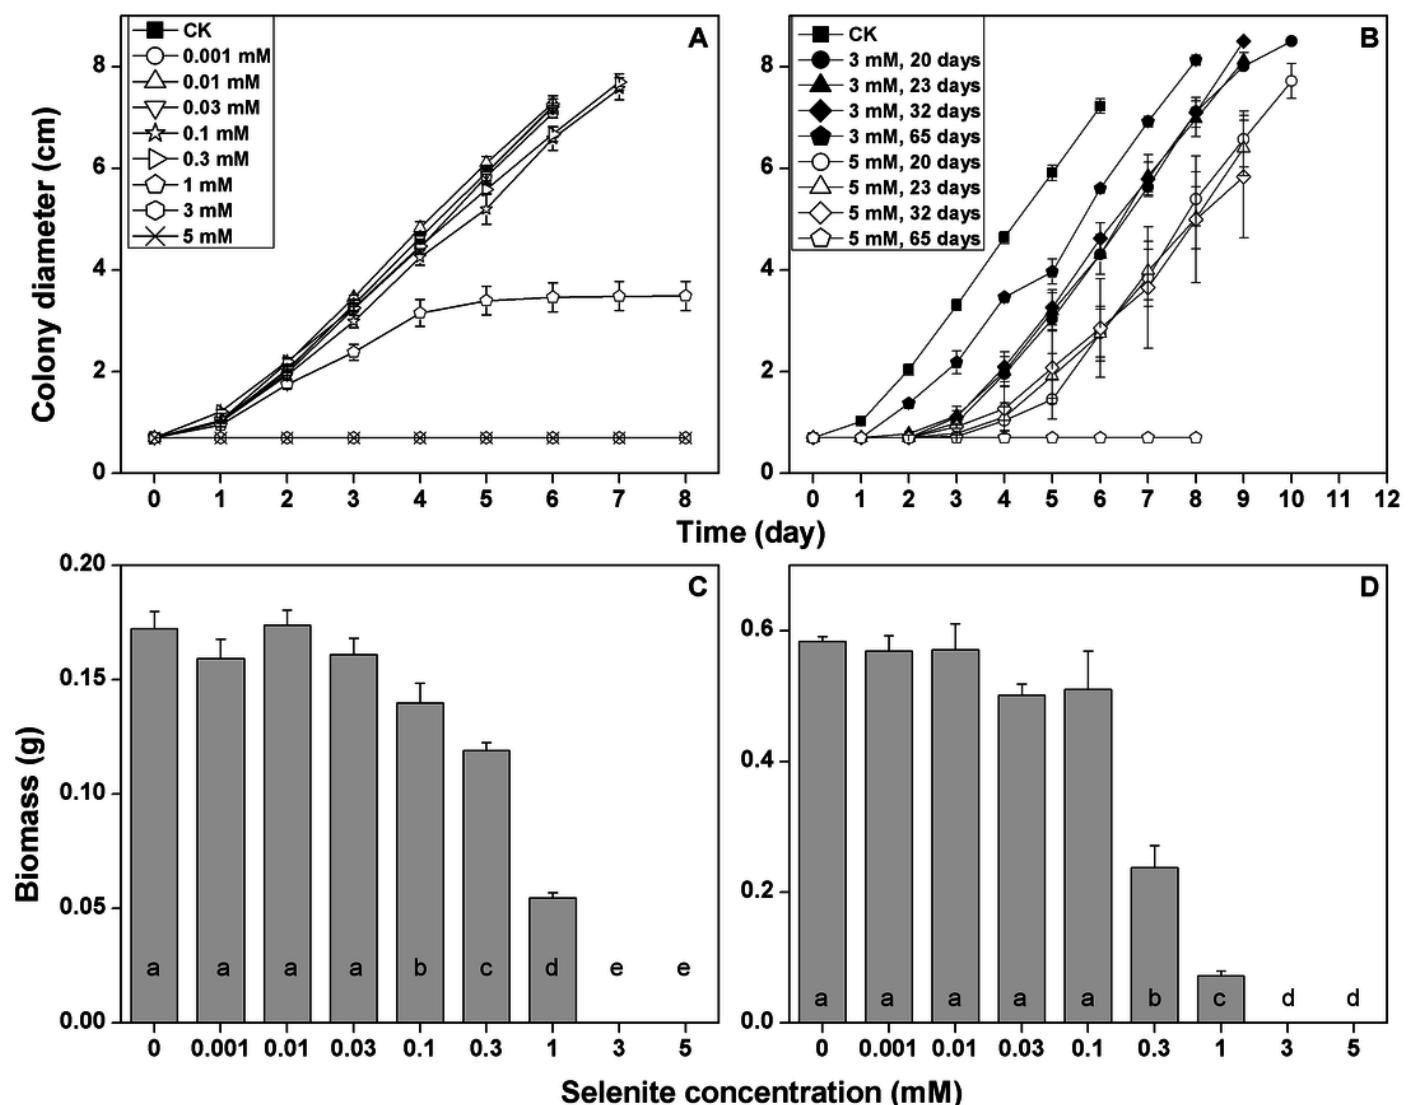 A
CK
0.001 mM
0.01 mM
0.03 mM
0.1 mM
0.3 mM
1 mM
3 mM
5 mM
8
6
4
2
0
Colony diameter (cm)
0 1 2 3 4 5 6 7 8
B
CK
3 mM, 20 days
3 mM, 23 days
3 mM, 32 days
3 mM, 65 days
5 mM, 20 days
5 mM, 23 days
5 mM, 32 days
5 mM, 65 days
8
6
4
2
0
0 1 2 3 4 5 6 7 8 9 10 11 12
Time (day)
C
0.20
0.15
0.10
0.05
0.00
Biomass (g)
a a a a b c d e e
0 0.001 0.01 0.03 0.1 0.3 1 3 5
D
0.6
0.4
0.2
0.0
a a a a a b c d d
0 0.001 0.01 0.03 0.1 0.3 1 3 5
Selenite concentration (mM)